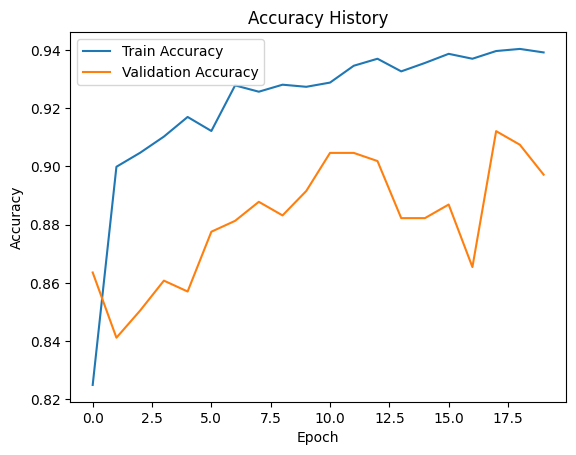 Accuracy History
Train Accuracy
Validation Accuracy
0.94
0.92
0.90
0.88
0.86
0.84
0.82
Accuracy
0.0 2.5 5.0 7.5 10.0 12.5 15.0 17.5
Epoch